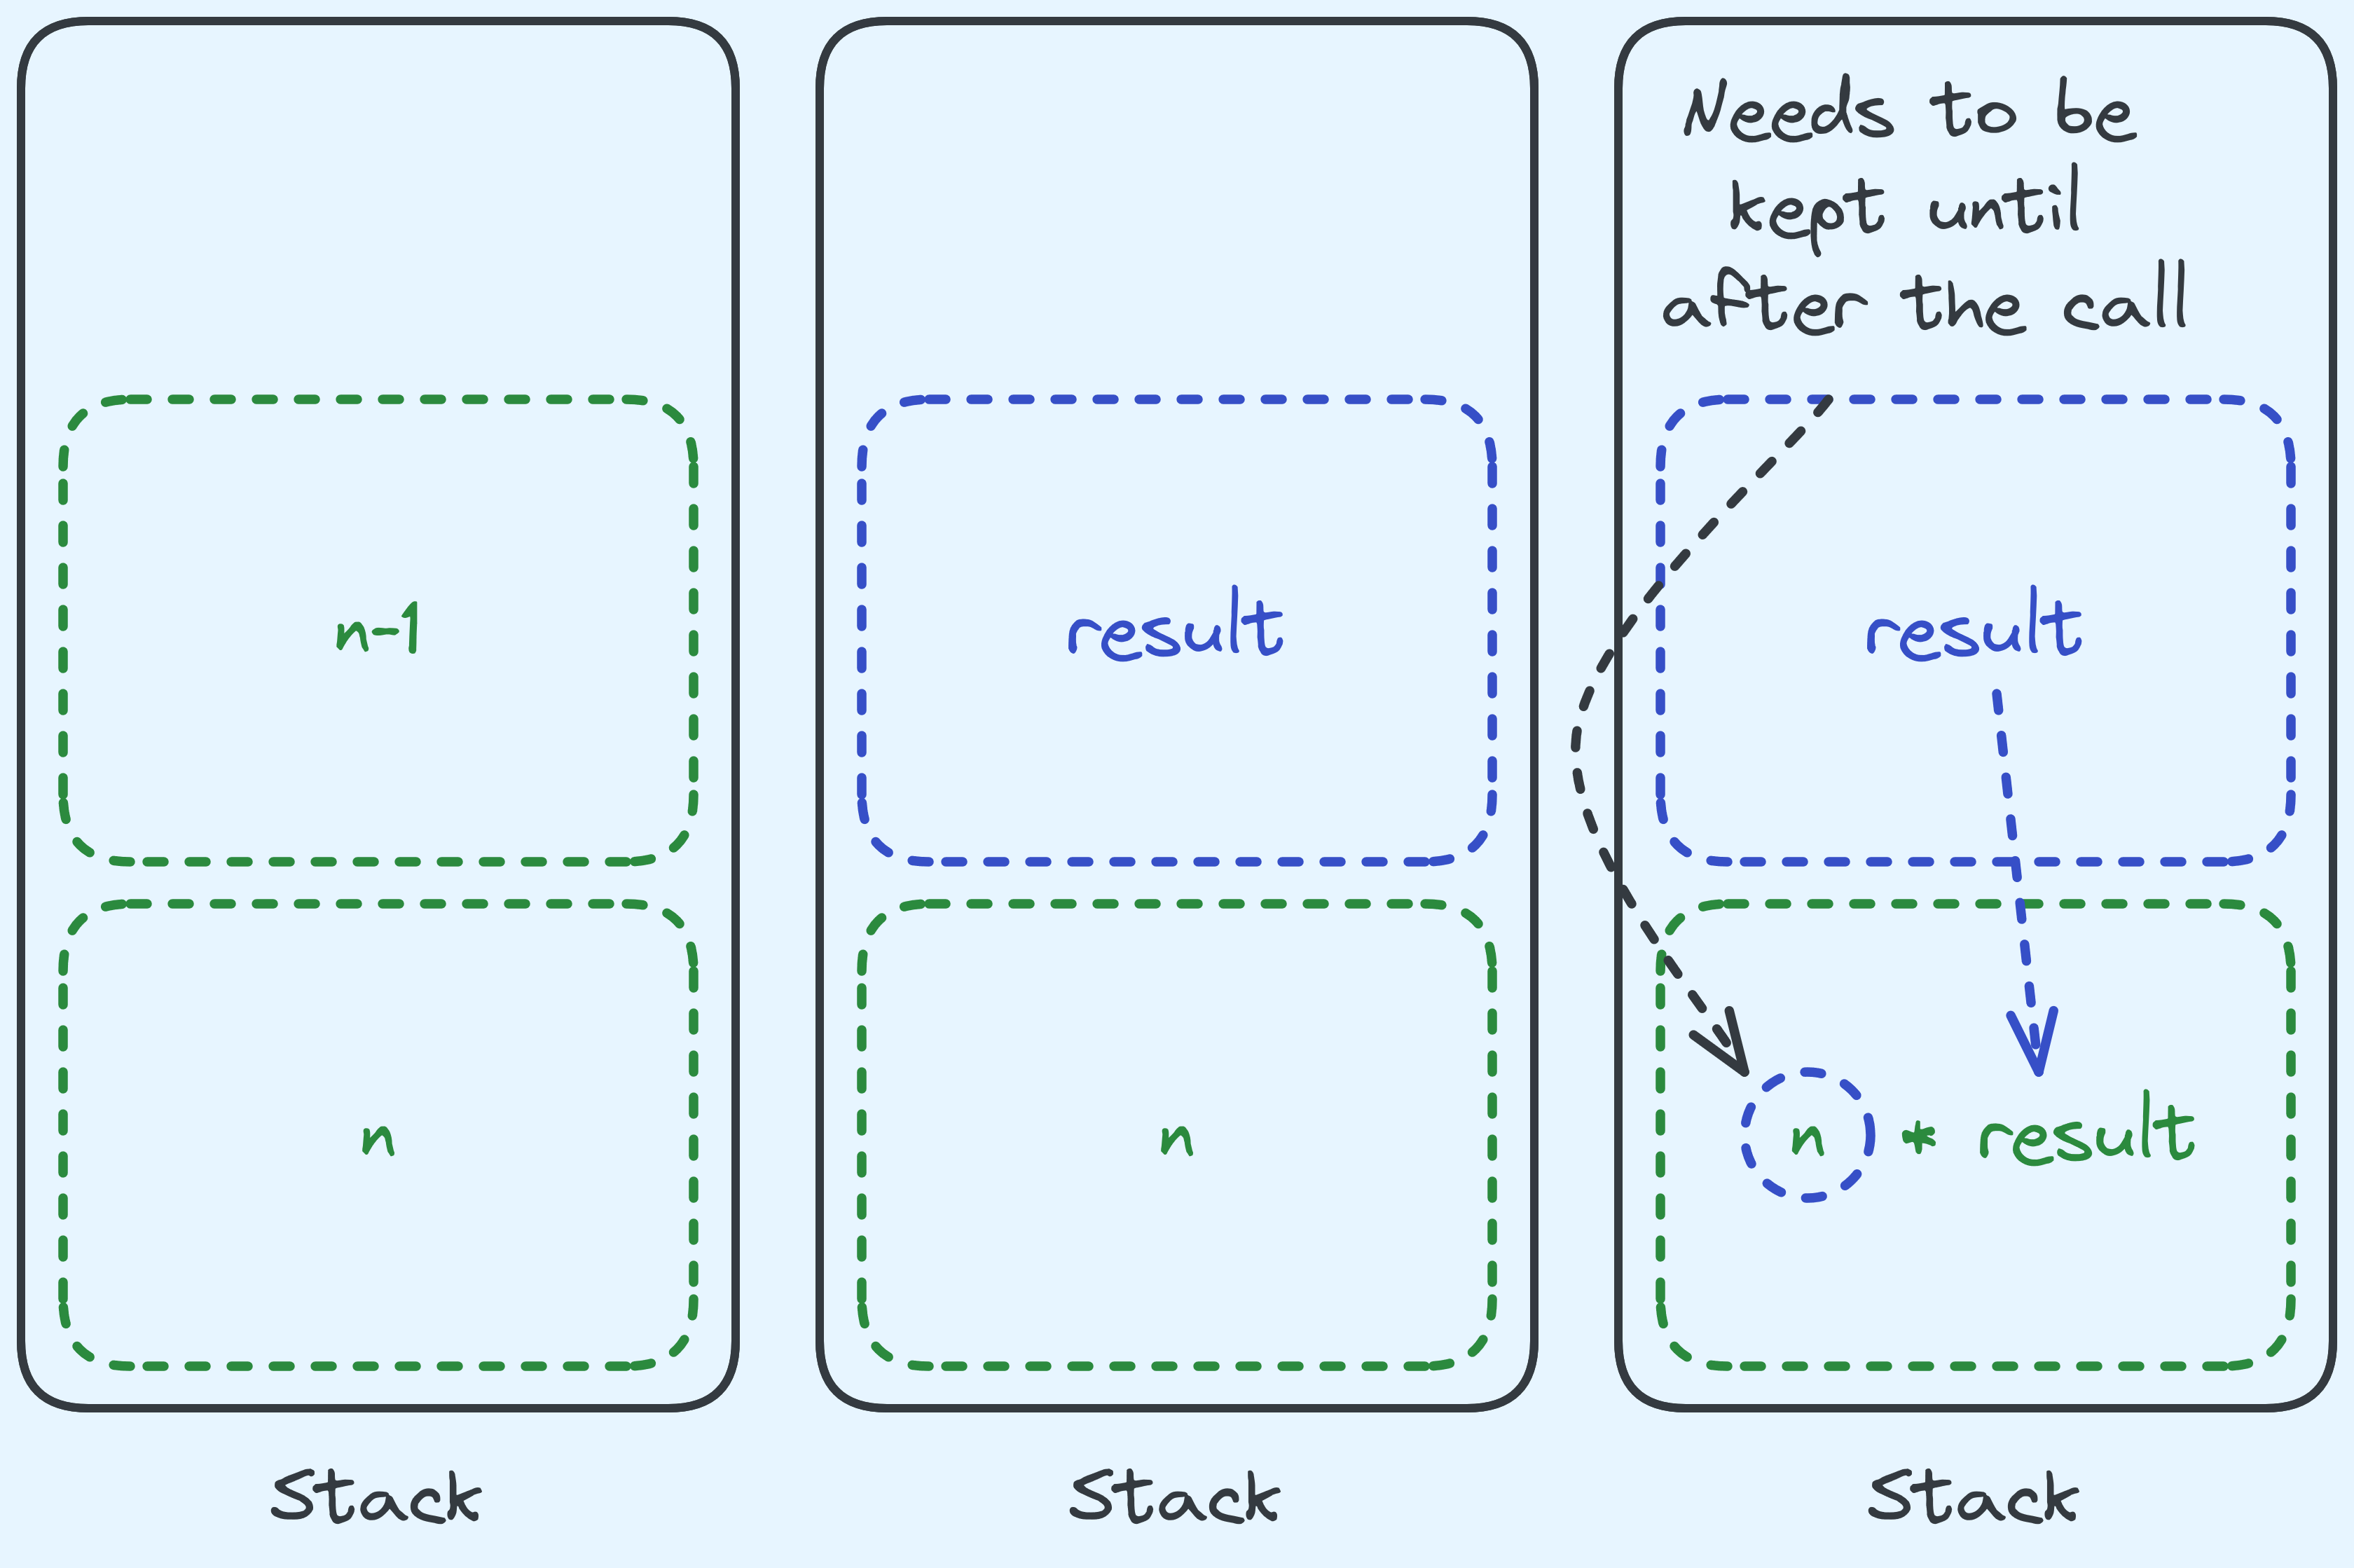 n-1
n
Stack
result
n
Stack
Needs to be
kept until
after the call
result
n * result
Stack